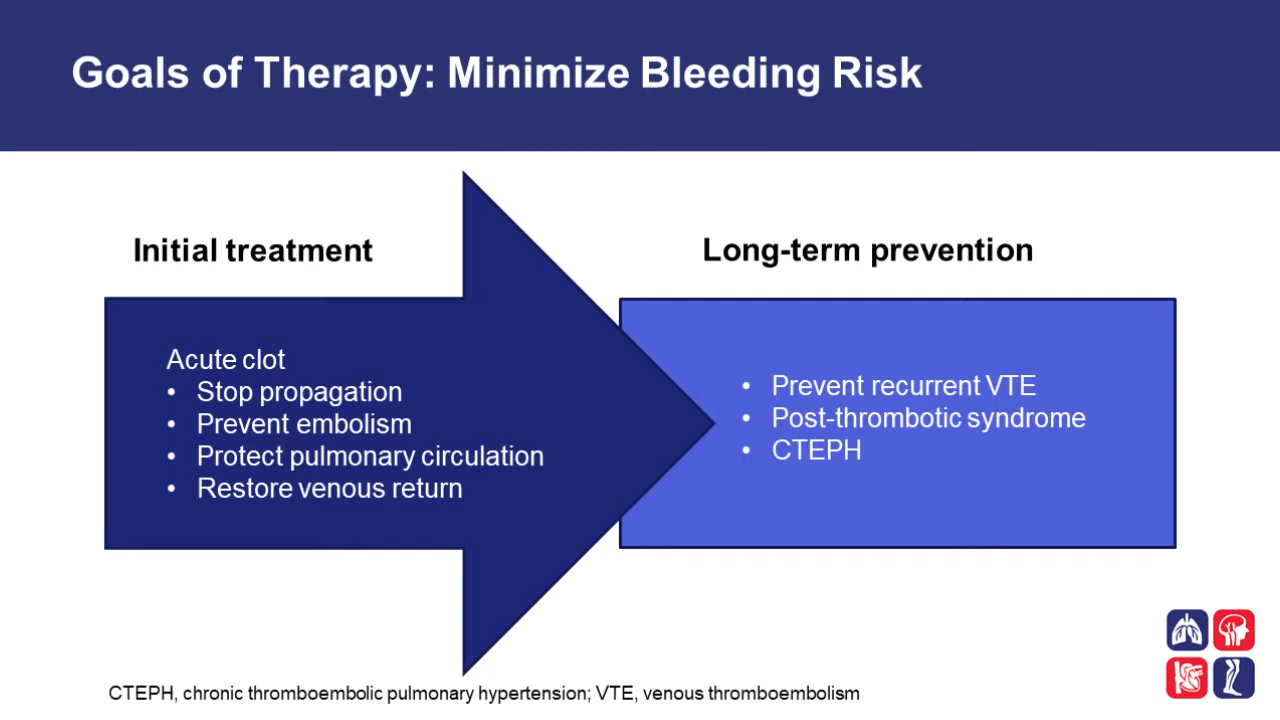 Goals of Therapy: Minimize Bleeding Risk
Initial treatment
Acute clot
• Stop propagation
• Prevent embolism
• Protect pulmonary circulation
• Restore venous return
Long-term prevention
• Prevent recurrent VTE
• Post-thrombotic syndrome
• CTEPH
CTEPH, chronic thromboembolic pulmonary hypertension; VTE, venous thromboembolism